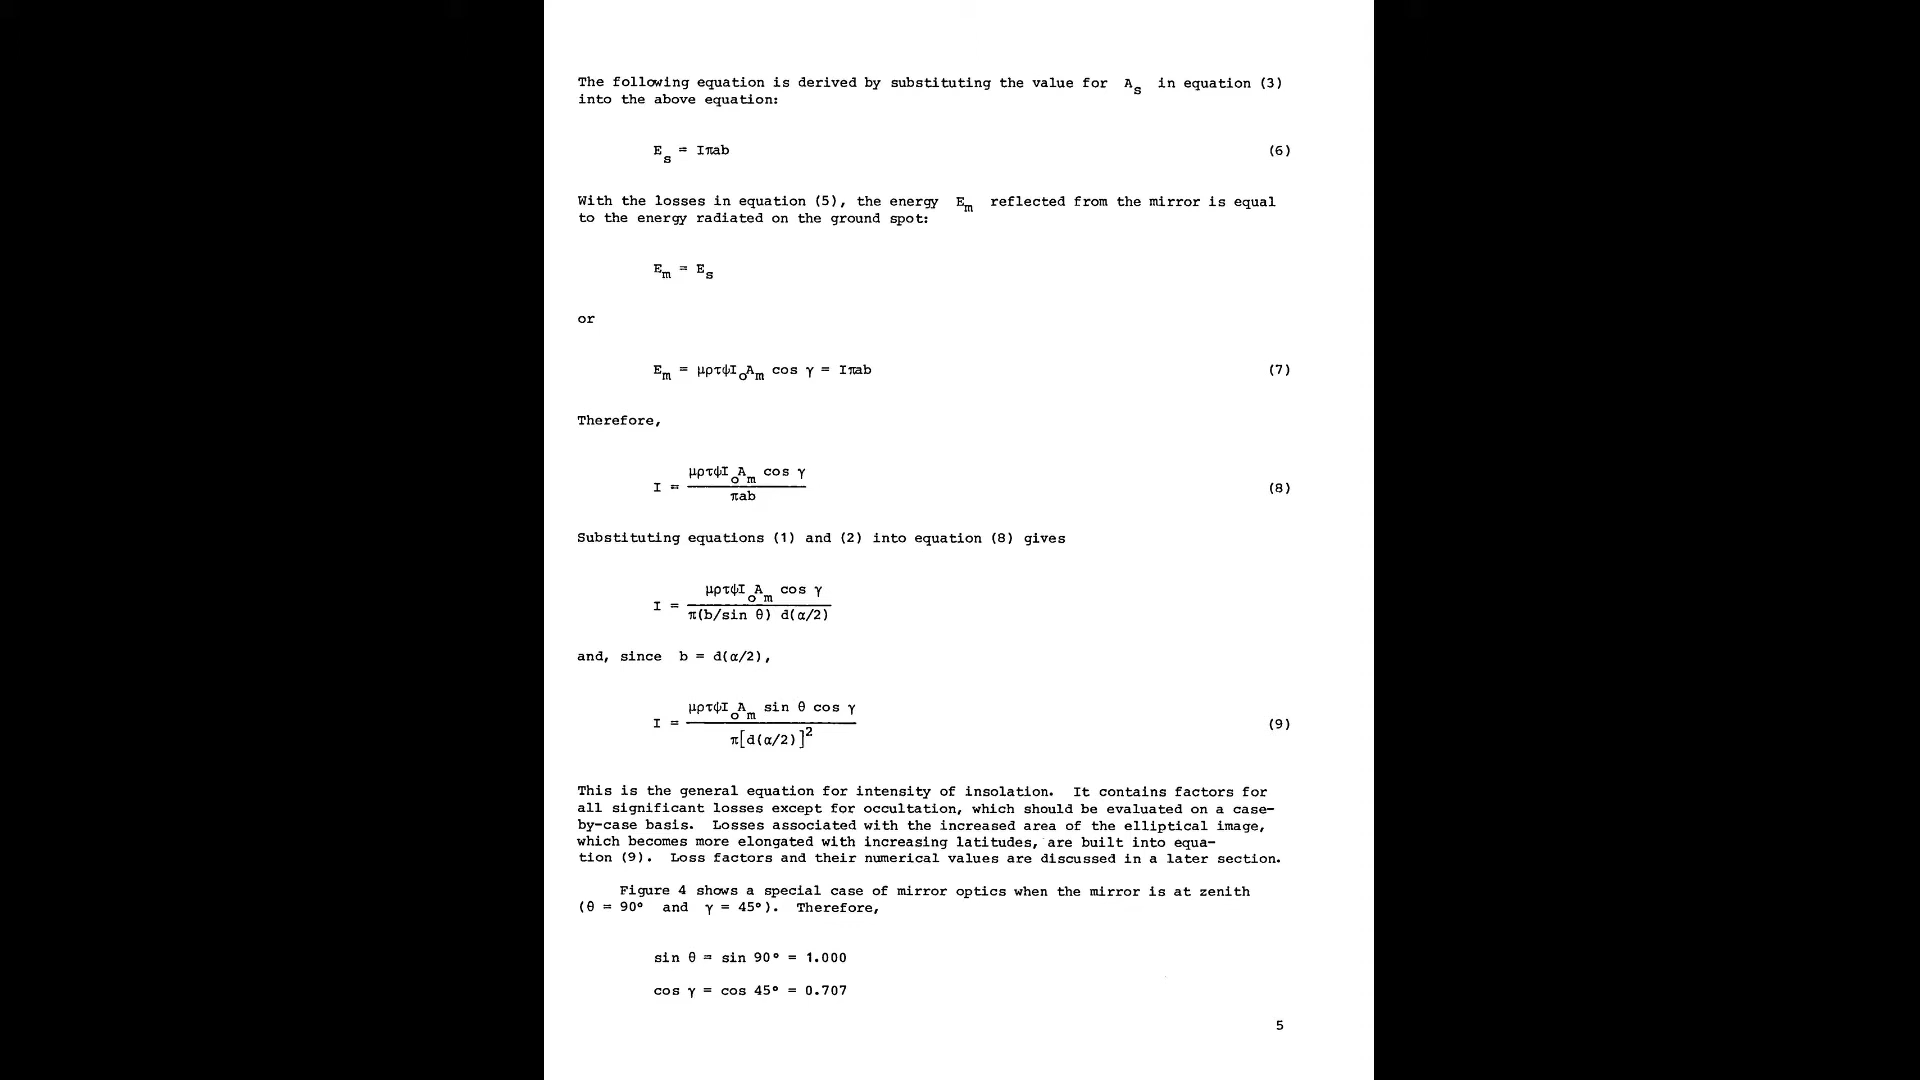 The following equation is derived by substituting the value for A_s in equation (3)
into the above equation:
E_s = Iπab (6)
With the losses in equation (5), the energy E_m reflected from the mirror is equal
to the energy radiated on the ground spot:
E_m = E_s
or
E_m = μρτψI_oA_m cos γ = Iπab (7)
Therefore,
I = μρτψI_oA_m cos γ / πab (8)
Substituting equations (1) and (2) into equation (8) gives
I = μρτψI_oA_m cos γ / π(b/sin θ) d(α/2)
and, since b = d(α/2),
I = μρτψI_oA_m sin θ cos γ / π[d(α/2)]² (9)
This is the general equation for intensity of insolation. It contains factors for
all significant losses except for occultation, which should be evaluated on a case-
by-case basis. Losses associated with the increased area of the elliptical image,
which becomes more elongated with increasing latitudes, are built into equa-
tion (9). Loss factors and their numerical values are discussed in a later section.
Figure 4 shows a special case of mirror optics when the mirror is at zenith
(θ = 90° and γ = 45°). Therefore,
sin θ = sin 90° = 1.000
cos γ = cos 45° = 0.707
5